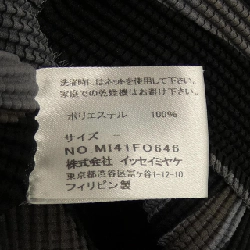 洗濯時にはネットを使用して下さい。
家庭での乾燥機はお避け下さい。
ポリエステル 100%
サイズ －
NO.MI41FO646
株式会社 イッセイミヤケ
東京都渋谷区富ヶ谷1-12-10
フィリピン製